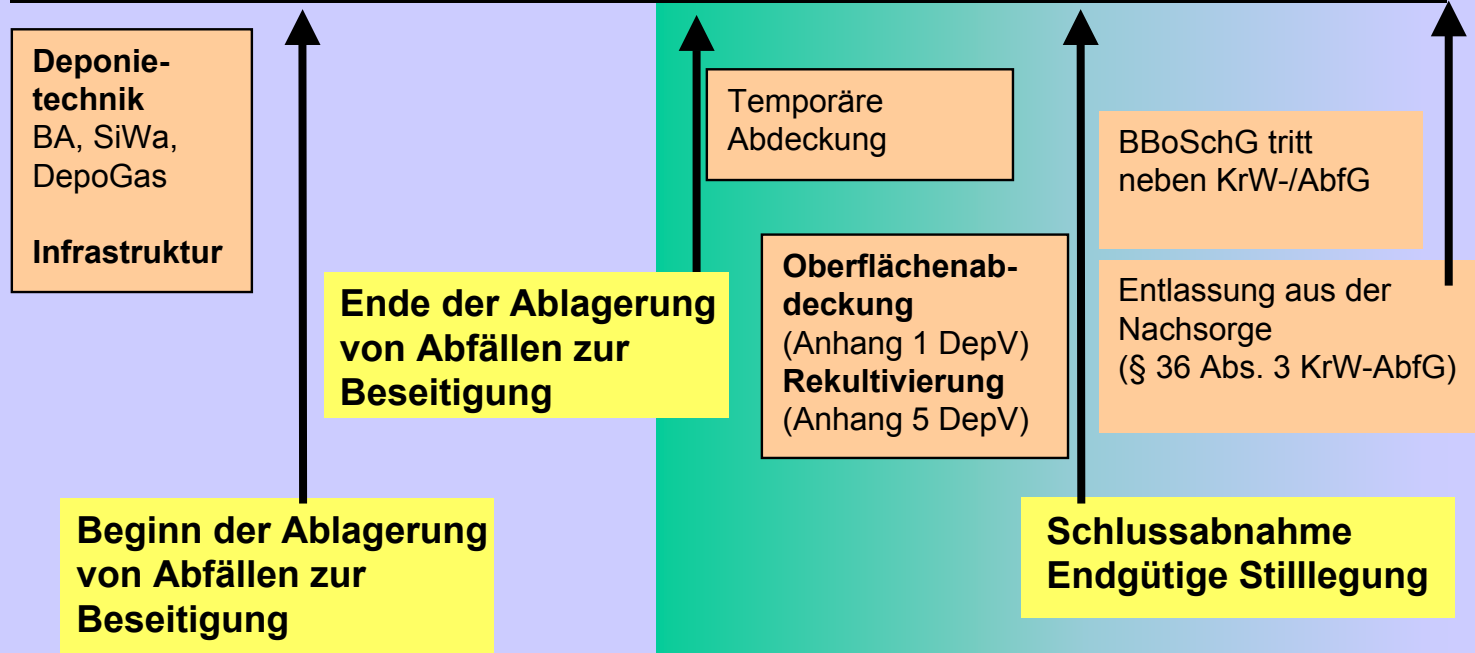 Deponie-
technik
BA, SiWa,
DepoGas
Infrastruktur
Beginn der Ablagerung
von Abfällen zur
Beseitigung
Ende der Ablagerung
von Abfällen zur
Beseitigung
Temporäre
Abdeckung
Oberflächenab-
deckung
(Anhang 1 DepV)
Rekultivierung
(Anhang 5 DepV)
Schlussabnahme
Endgütige Stilllegung
BBoSchG tritt
neben KrW-/AbfG
Entlassung aus der
Nachsorge
(§ 36 Abs. 3 KrW-AbfG)